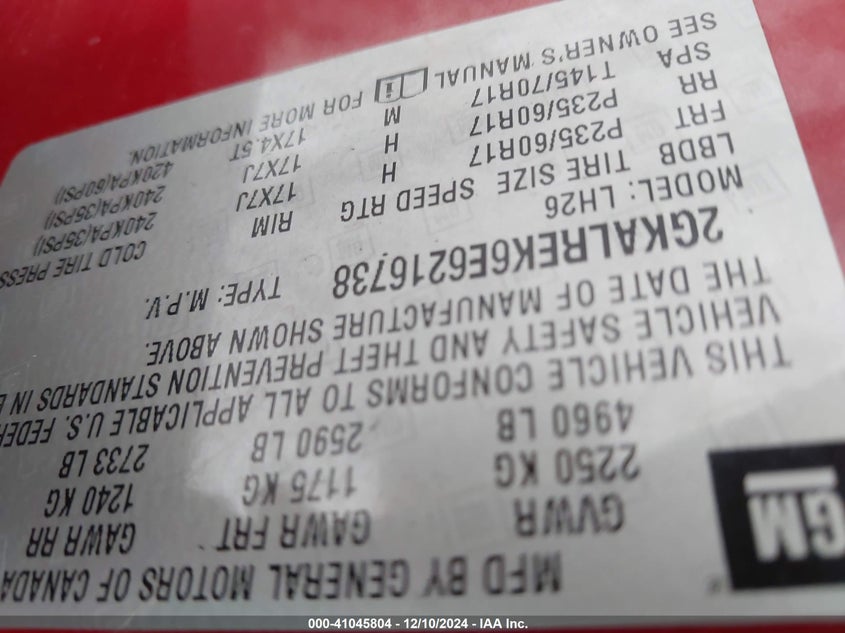 MFD BY GENERAL MOTORS OF CANADA
GM
GVWR GAWR FRT GAWR RR
2250 KG 1175 KG 1240 KG
4960 LB 2590 LB 2733 LB
THIS VEHICLE CONFORMS TO ALL APPLICABLE U.S. FEDER
VEHICLE SAFETY AND THEFT PREVENTION STANDARDS IN
THE DATE OF MANUFACTURE SHOWN ABOVE.
2GKALREK6E6216738 TYPE: M.P.V.
MODEL: LH26
LBDB TIRE SIZE SPEED RTG RIM COLD TIRE PRESS
FRT P235/60R17 H 17X7J 240KPA(35PSI)
RR P235/60R17 H 17X7J 240KPA(35PSI)
SPA T145/70R17 M 17X4.5T 420KPA(60PSI)
SEE OWNER'S MANUAL i FOR MORE INFORMATION.
000-41045804 - 12/10/2024 - IAA Inc.